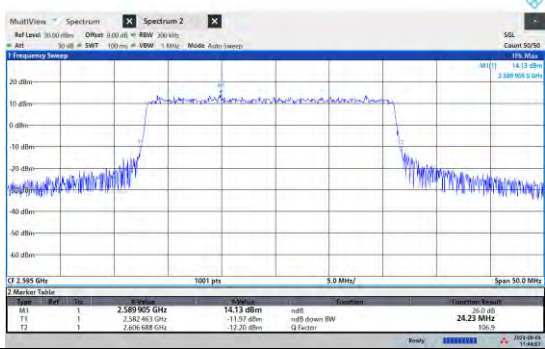 MultiView Spectrum X Spectrum 2 X
Ref Level 30.00 dBm Offset 9.00 dB RBW 300 kHz SGL
Att 30 dB SWT 100 ms VBW 1 MHz Mode Auto Sweep Count 50/50
1 Frequency Sweep 1Pk Max
M1[1] 14.13 dBm
2.589 905 0 GHz
20 dBm
M1
10 dBm
0 dBm
-10 dBm
T1
-20 dBm
-40 dBm
-50 dBm
-60 dBm
CF 2.595 GHz 1001 pts 5.0 MHz/ Span 50.0 MHz
2 Marker Table
Type Ref Trc X-Value Y-Value Function Function Result
M1 1 2.589 905 GHz 14.13 dBm ndB 26.0 dB
T1 1 2.582 463 GHz -11.97 dBm ndB down BW 24.23 MHz
T2 1 2.606 688 GHz -12.20 dBm Q Factor 106.9
Ready